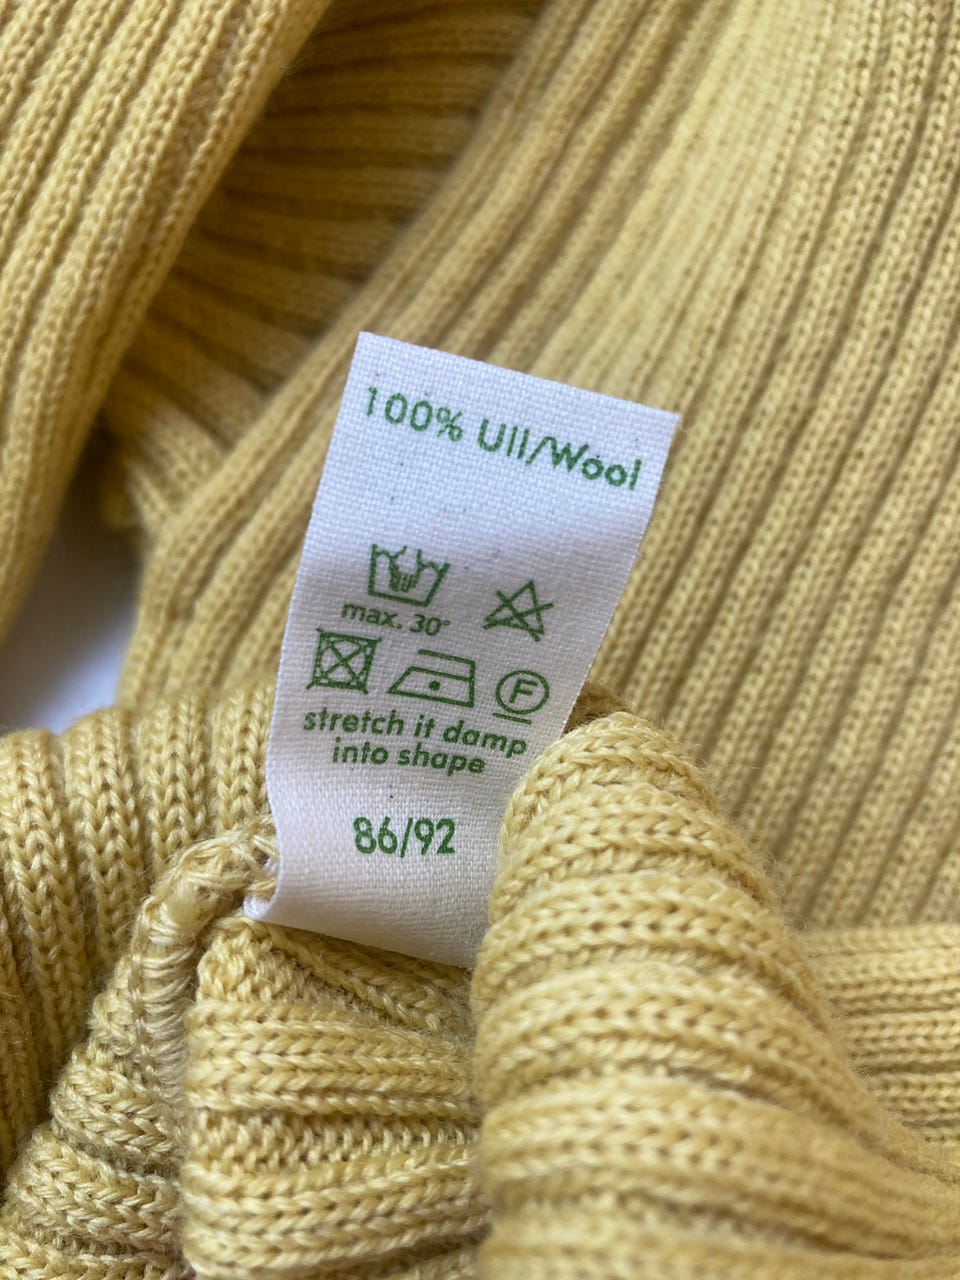 100% Ull/Wool
max. 30°
F
stretch it damp
into shape
86/92